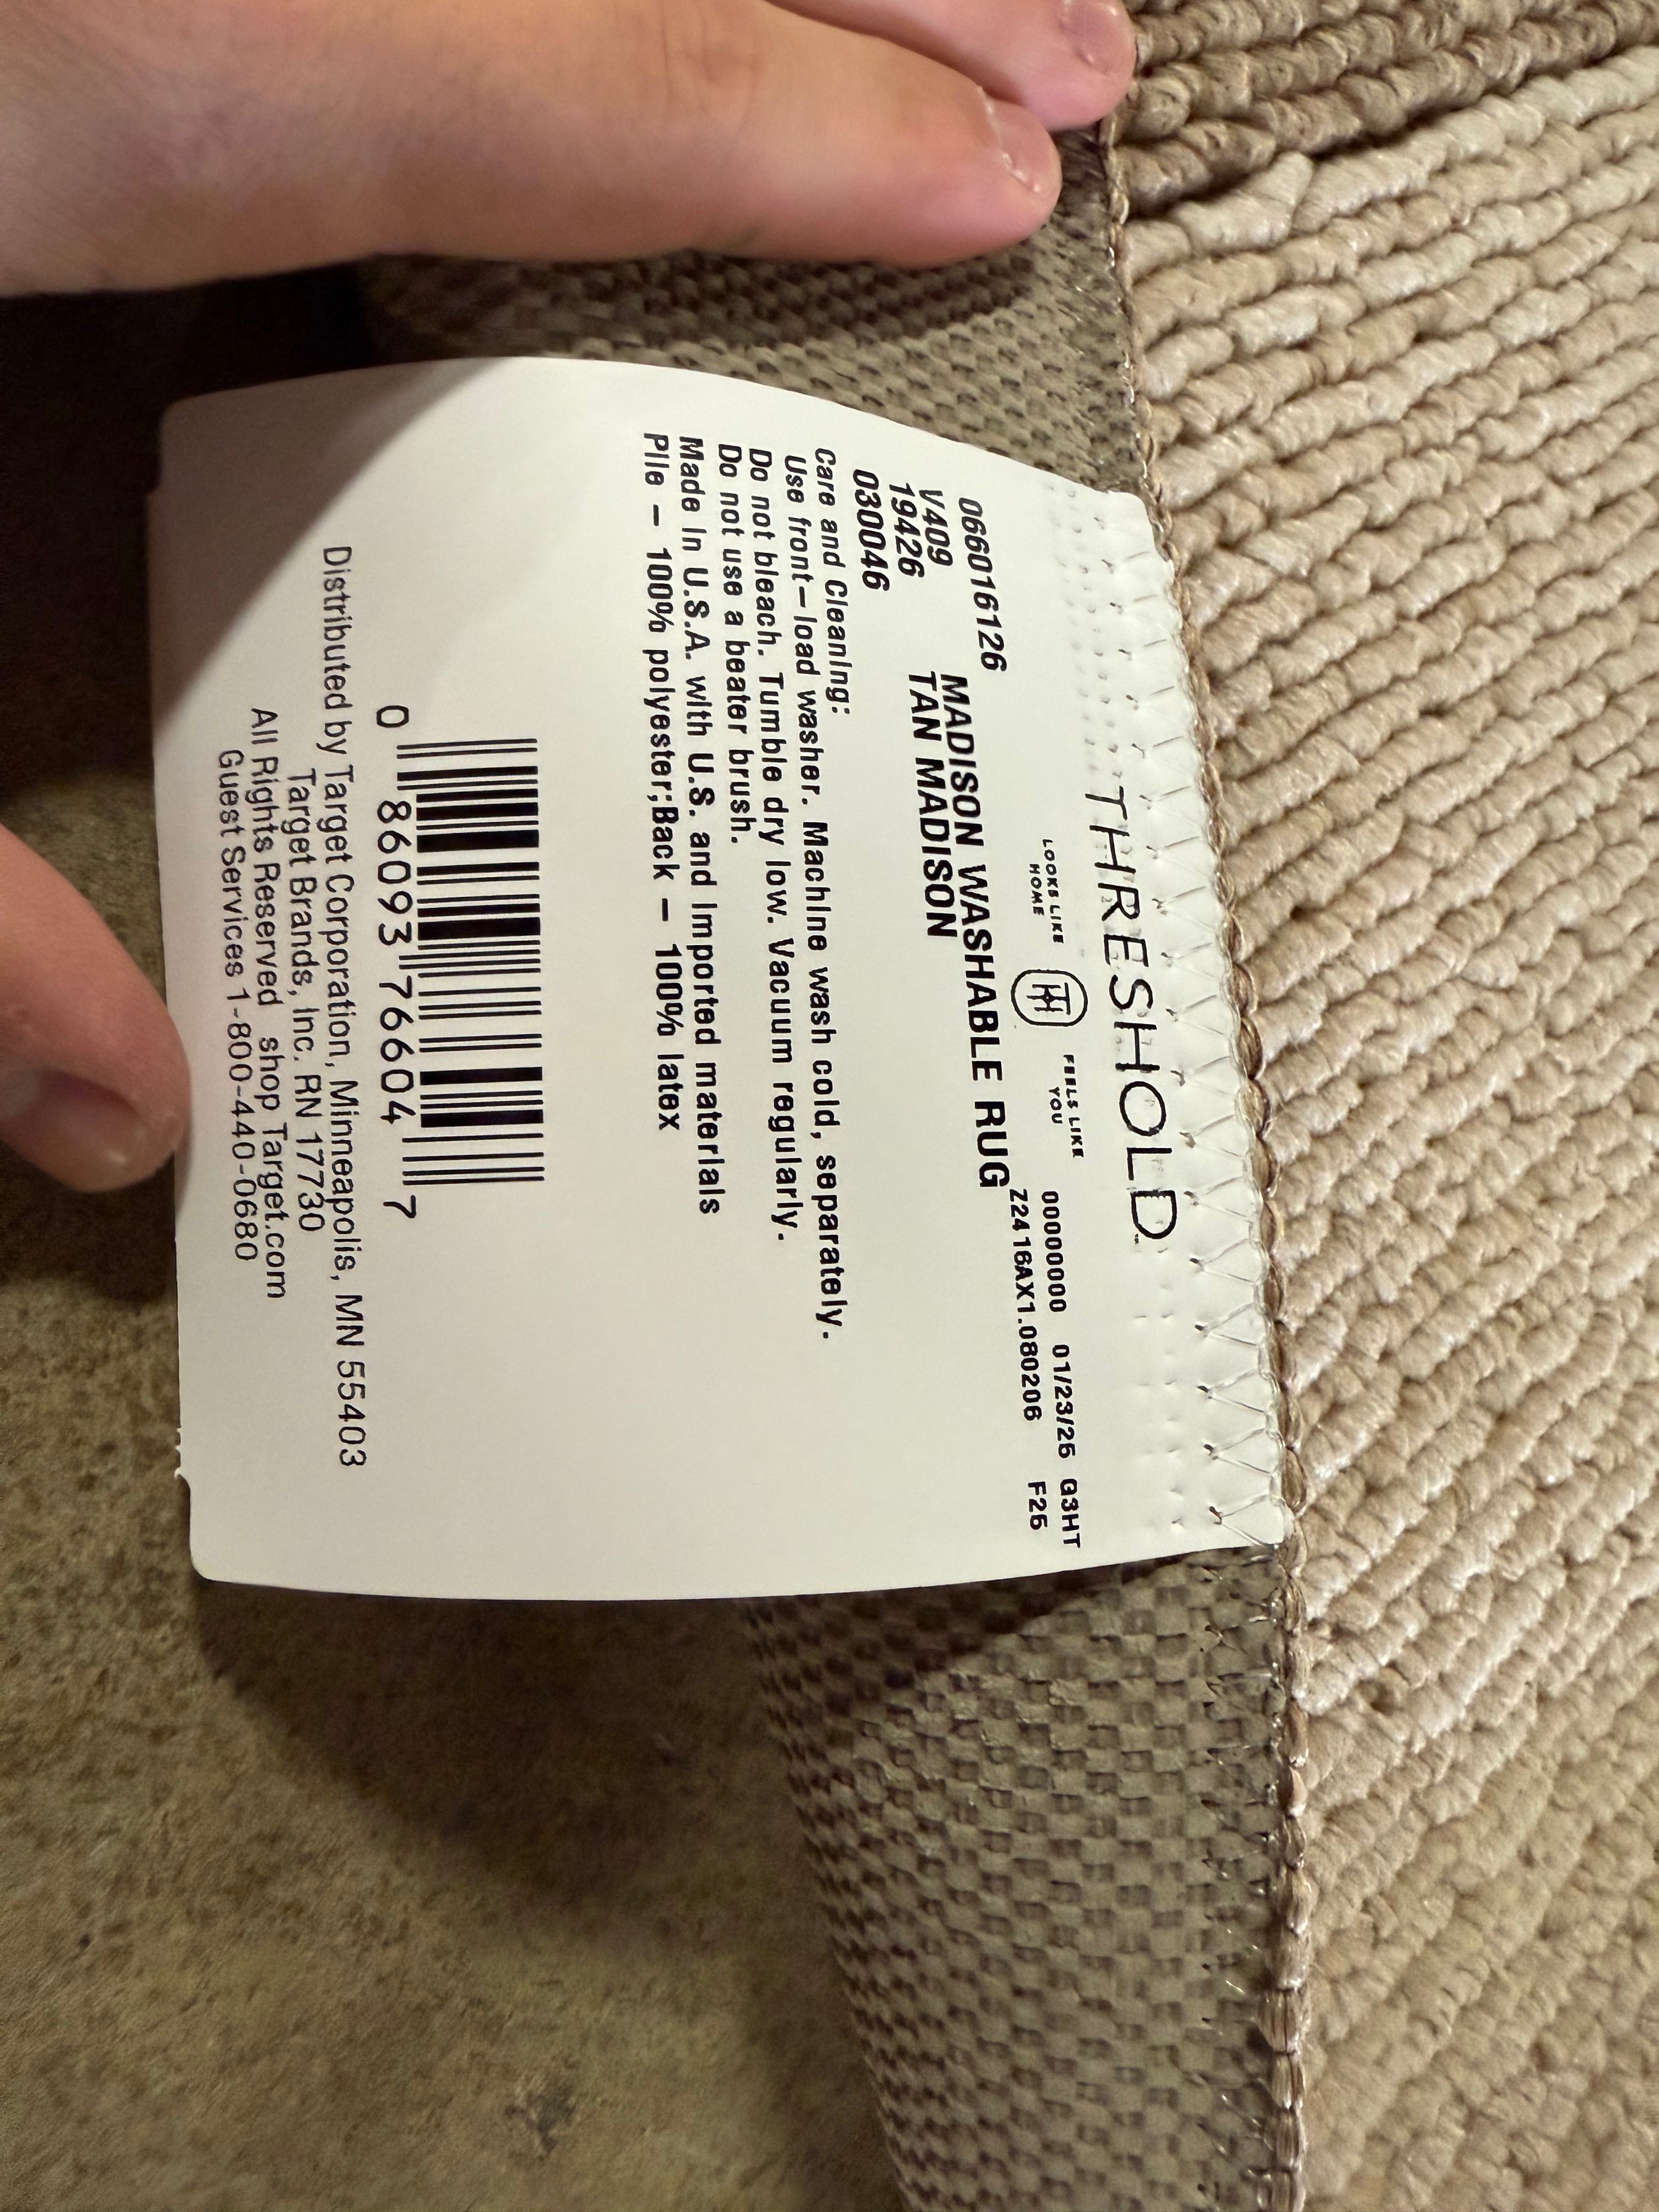 THRESHOLD
LOOKS LIKE
HOME
FEELS LIKE
YOU
00000000 01/23/25 G3HT
Z2416AX1.080206 F25
066016126
V409
19426
030046
MADISON WASHABLE RUG
TAN MADISON
Care and Cleaning:
Use front-load washer. Machine wash cold, separately.
Do not bleach. Tumble dry low. Vacuum regularly.
Do not use a beater brush.
Made in U.S.A. with U.S. and imported materials
Pile - 100% polyester;Back - 100% latex
0 86093 76604 7
Distributed by Target Corporation, Minneapolis, MN 55403
Target Brands, Inc. RN 17730
All Rights Reserved shop Target.com
Guest Services 1-800-440-0680